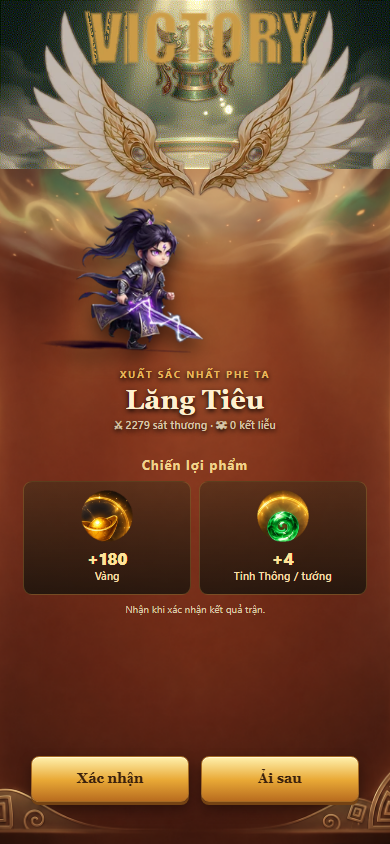 VICTORY
XUẤT SẮC NHẤT PHE TA
Lăng Tiêu
2279 sát thương · 0 kết liễu
Chiến lợi phẩm
+180
Vàng
+4
Tinh Thông / tướng
Nhận khi xác nhận kết quả trận.
Xác nhận
Ải sau